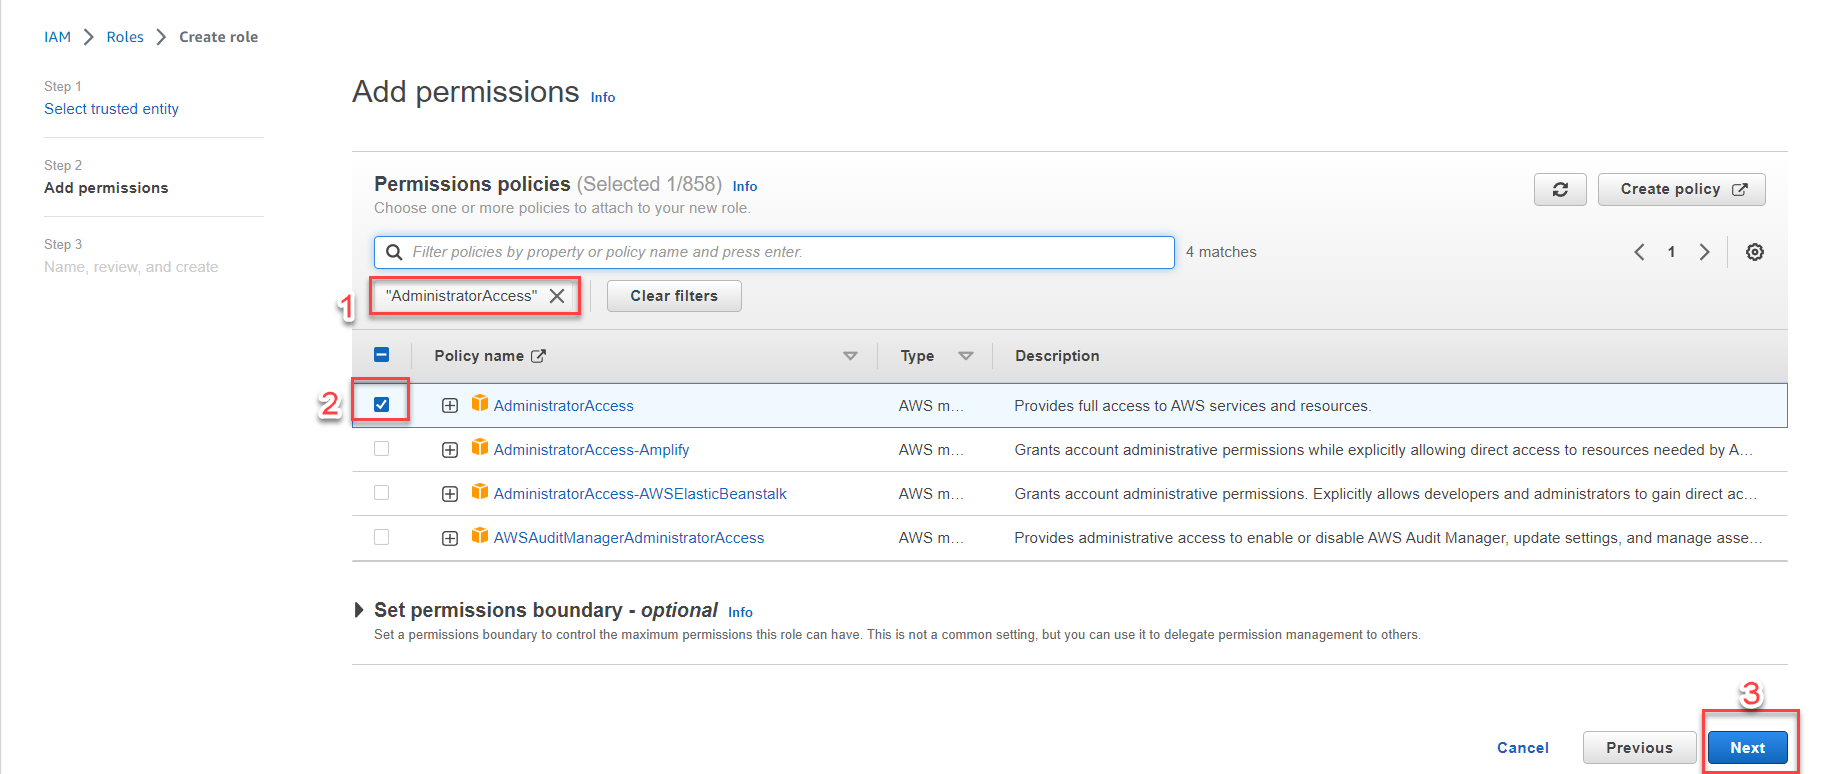 IAM > Roles > Create role
Step 1
Select trusted entity
Step 2
Add permissions
Step 3
Name, review, and create
Add permissions Info
Permissions policies (Selected 1/858) Info
Choose one or more policies to attach to your new role.
Create policy
Filter policies by property or policy name and press enter.
4 matches
1
1
"AdministratorAccess"
Clear filters
Policy name
Type
Description
2
AdministratorAccess AWS m... Provides full access to AWS services and resources.
AdministratorAccess-Amplify AWS m... Grants account administrative permissions while explicitly allowing direct access to resources needed by A...
AdministratorAccess-AWSElasticBeanstalk AWS m... Grants account administrative permissions. Explicitly allows developers and administrators to gain direct ac...
AWSAuditManagerAdministratorAccess AWS m... Provides administrative access to enable or disable AWS Audit Manager, update settings, and manage asse...
Set permissions boundary - optional Info
Set a permissions boundary to control the maximum permissions this role can have. This is not a common setting, but you can use it to delegate permission management to others.
3
Cancel
Previous
Next